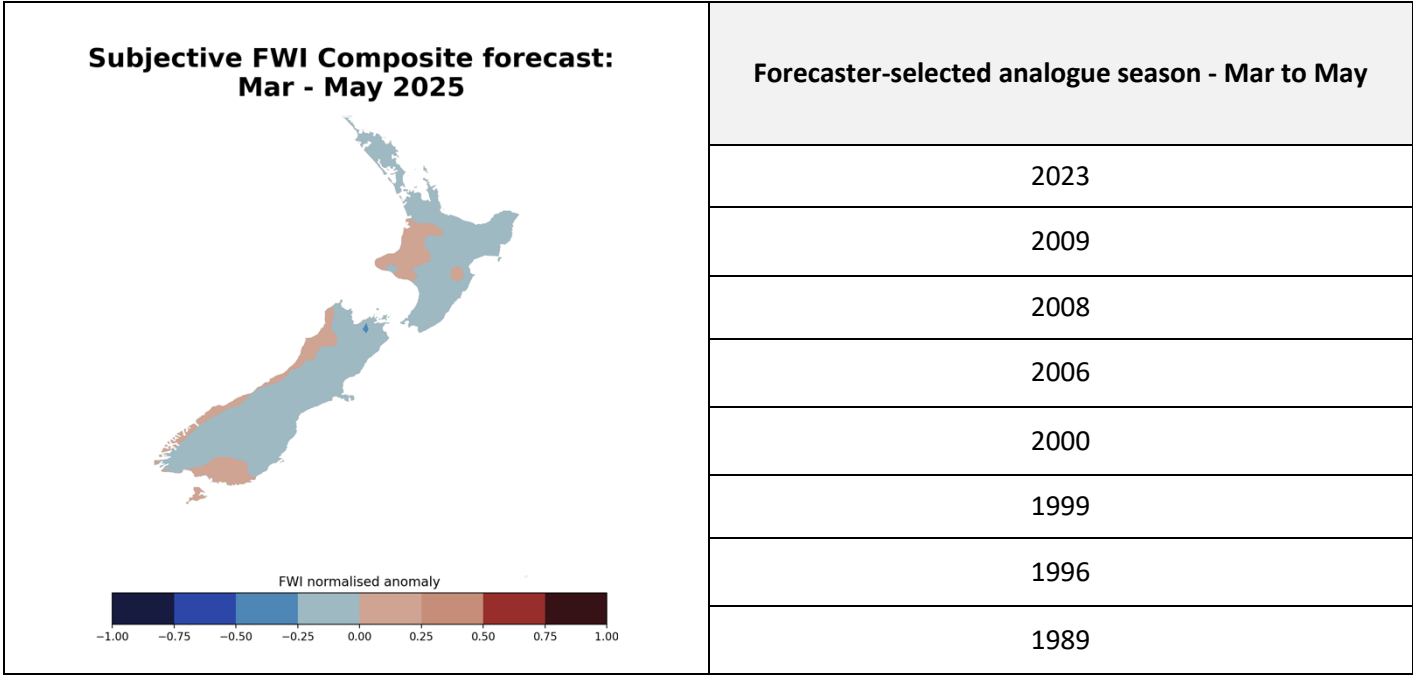 Subjective FWI Composite forecast:
Mar - May 2025
FWI normalised anomaly
−1.00 −0.75 −0.50 −0.25 0.00 0.25 0.50 0.75 1.00
Forecaster-selected analogue season - Mar to May
2023
2009
2008
2006
2000
1999
1996
1989